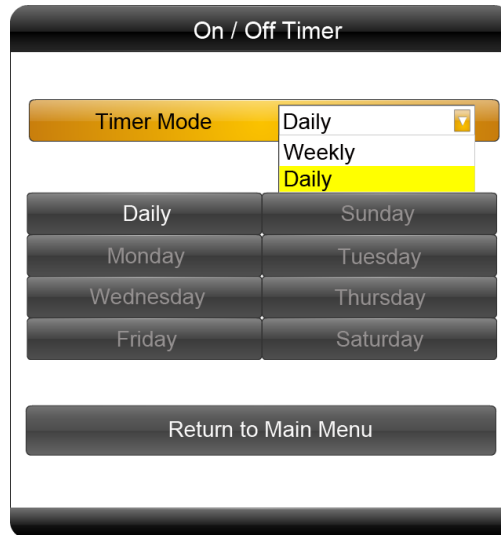 On / Off Timer
Timer Mode Daily
Weekly
Daily
Daily Sunday
Monday Tuesday
Wednesday Thursday
Friday Saturday
Return to Main Menu